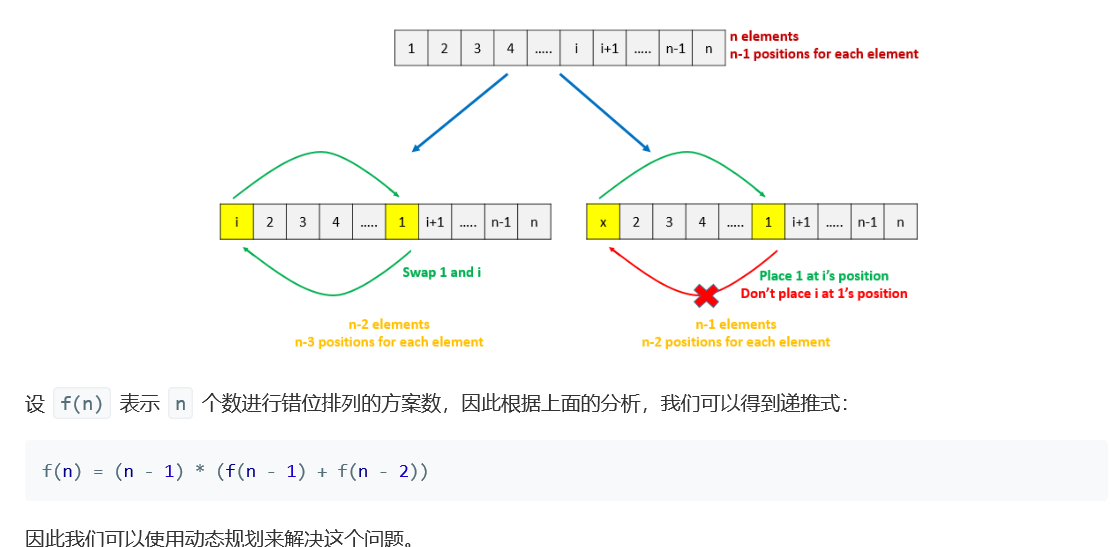 1 2 3 4 ..... i i+1 ..... n-1 n
n elements
n-1 positions for each element
i 2 3 4 ..... 1 i+1 ..... n-1 n
x 2 3 4 ..... 1 i+1 ..... n-1 n
Swap 1 and i
Place 1 at i's position
Don't place i at 1's position
n-2 elements
n-3 positions for each element
n-1 elements
n-2 positions for each element
设 f(n) 表示 n 个数进行错位排列的方案数，因此根据上面的分析，我们可以得到递推式：
f(n) = (n - 1) * (f(n - 1) + f(n - 2))
因此我们可以使用动态规划来解决这个问题。